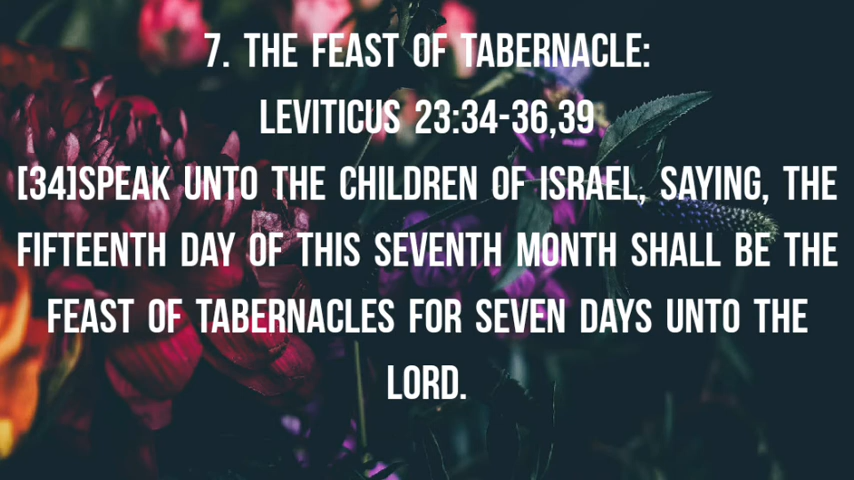 7. THE FEAST OF TABERNACLE:
LEVITICUS 23:34-36,39
[34]SPEAK UNTO THE CHILDREN OF ISRAEL, SAYING, THE
FIFTEENTH DAY OF THIS SEVENTH MONTH SHALL BE THE
FEAST OF TABERNACLES FOR SEVEN DAYS UNTO THE
LORD.